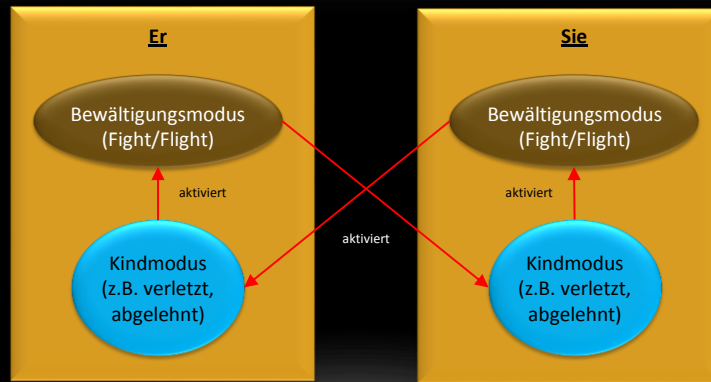 Er
Bewältigungsmodus
(Fight/Flight)
aktiviert
Kindmodus
(z.B. verletzt,
abgelehnt)
aktiviert
Sie
Bewältigungsmodus
(Fight/Flight)
aktiviert
Kindmodus
(z.B. verletzt,
abgelehnt)